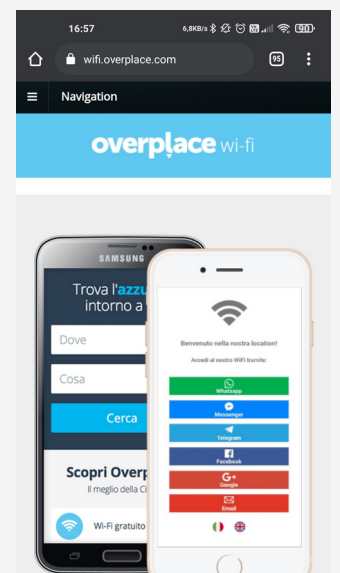 16:57
6,8KB/s
90
wifi.overplace.com
95
Navigation
overplace wi-fi
SAMSUNG
Trova l'azzu
intorno a
Dove
Cosa
Cerca
Scopri Overp
Il meglio della Ci
Wi-Fi gratuito
Benvenuto nella nostra location!
Accedi al nostro WiFi tramite:
Whatsapp
Messenger
Telegram
Facebook
G+
Google
Email